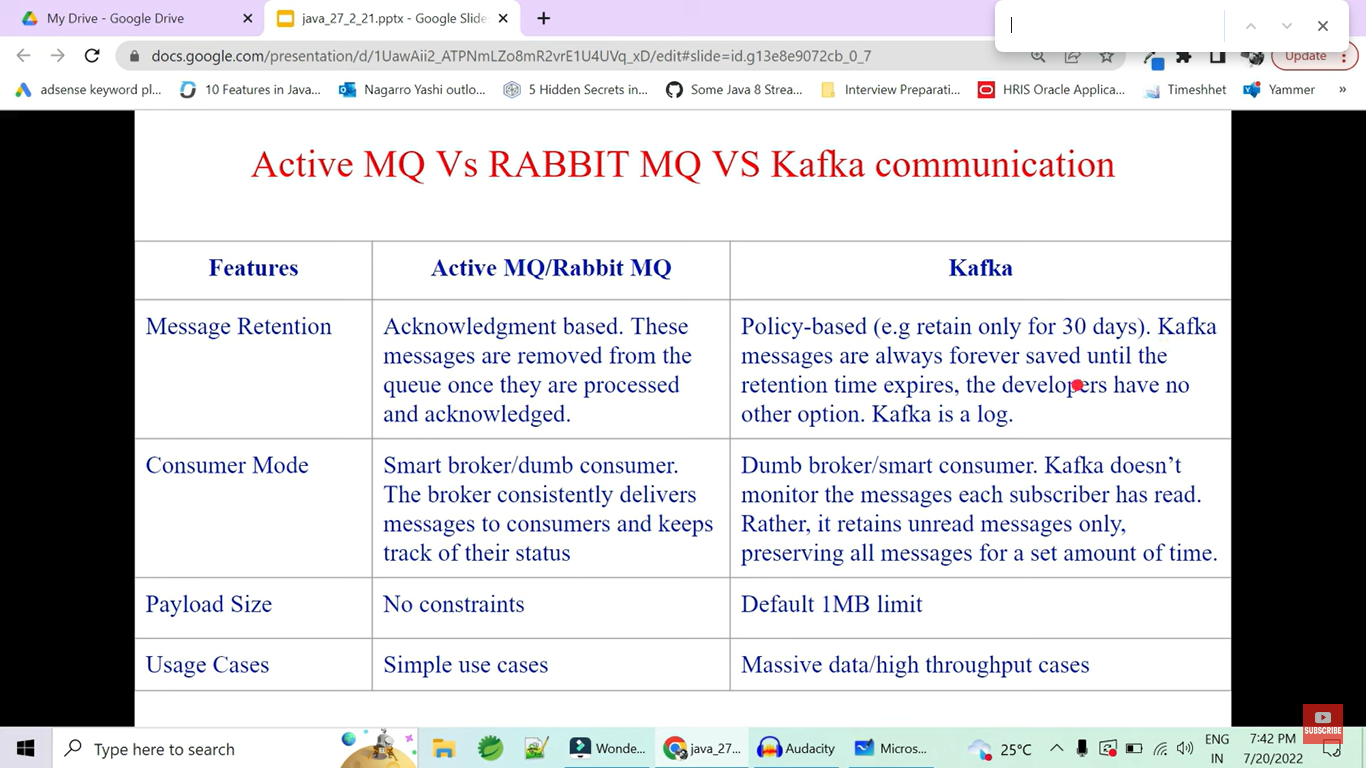 My Drive - Google Drive
java_27_2_21.pptx - Google Slide
docs.google.com/presentation/d/1UawAii2_ATPNmLZo8mR2vrE1U4UVq_xD/edit#slide=id.g13e8e9072cb_0_7
Update
adsense keyword pl...
10 Features in Java...
Nagarro Yashi outlo...
5 Hidden Secrets in...
Some Java 8 Strea...
Interview Preparati...
HRIS Oracle Applica...
Timeshhet
Yammer
»
Active MQ Vs RABBIT MQ VS Kafka communication
Features
Active MQ/Rabbit MQ
Kafka
Message Retention
Acknowledgment based. These
messages are removed from the
queue once they are processed
and acknowledged.
Policy-based (e.g retain only for 30 days). Kafka
messages are always forever saved until the
retention time expires, the developers have no
other option. Kafka is a log.
Consumer Mode
Smart broker/dumb consumer.
The broker consistently delivers
messages to consumers and keeps
track of their status
Dumb broker/smart consumer. Kafka doesn’t
monitor the messages each subscriber has read.
Rather, it retains unread messages only,
preserving all messages for a set amount of time.
Payload Size
No constraints
Default 1MB limit
Usage Cases
Simple use cases
Massive data/high throughput cases
SUBSCRIBE
Type here to search
Wonde...
java_27...
Audacity
Micros...
25°C
ENG
IN
7:42 PM
7/20/2022